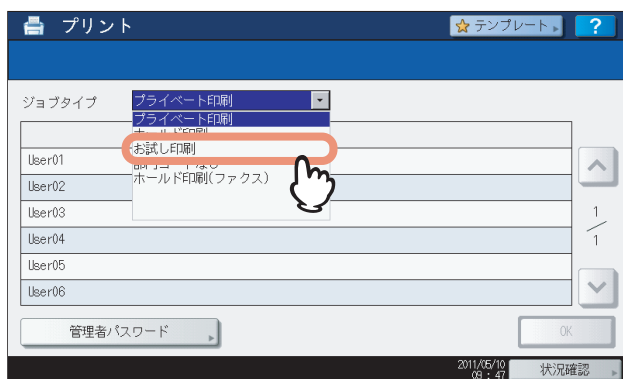 プリント
テンプレート
?
ジョブタイプ
プライベート印刷
プライベート印刷
ホールド印刷
お試し印刷
ホールド印刷(ファクス)
User01
User02
User03
User04
User05
User06
1
1
管理者パスワード
OK
2011/05/10
09:47
状況確認